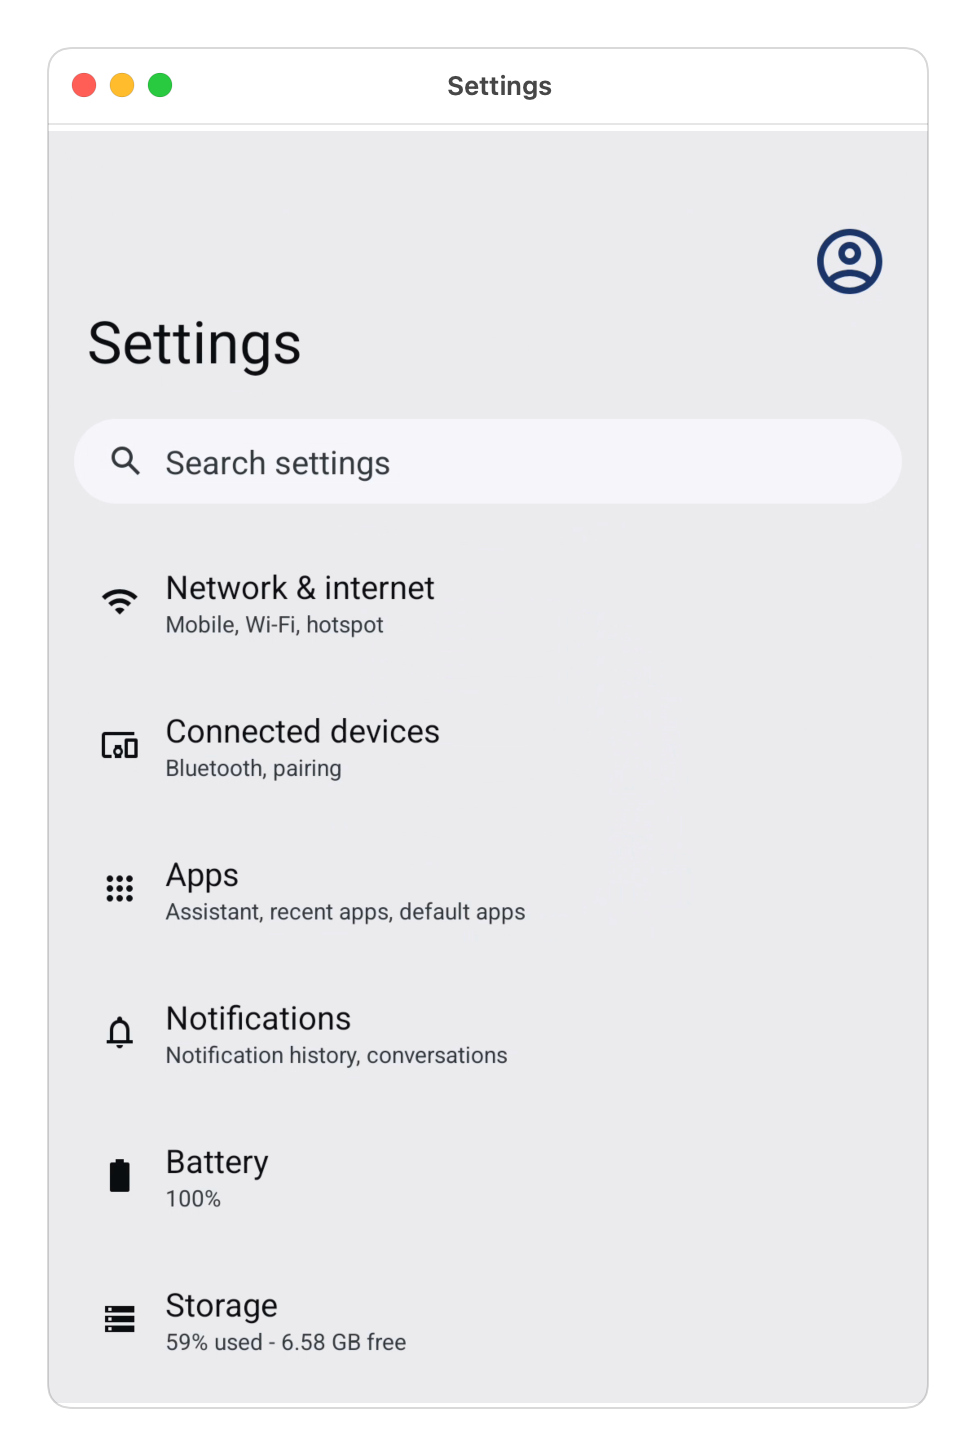 Settings
Settings
Search settings
Network & internet
Mobile, Wi-Fi, hotspot
Connected devices
Bluetooth, pairing
Apps
Assistant, recent apps, default apps
Notifications
Notification history, conversations
Battery
100%
Storage
59% used - 6.58 GB free